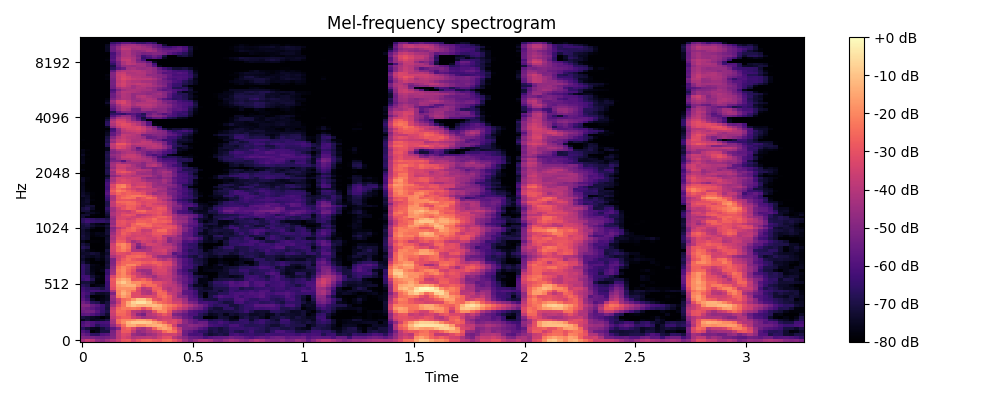 Mel-frequency spectrogram
Hz
8192
4096
2048
1024
512
0
0
0.5
1
1.5
2
2.5
3
Time
+0 dB
-10 dB
-20 dB
-30 dB
-40 dB
-50 dB
-60 dB
-70 dB
-80 dB